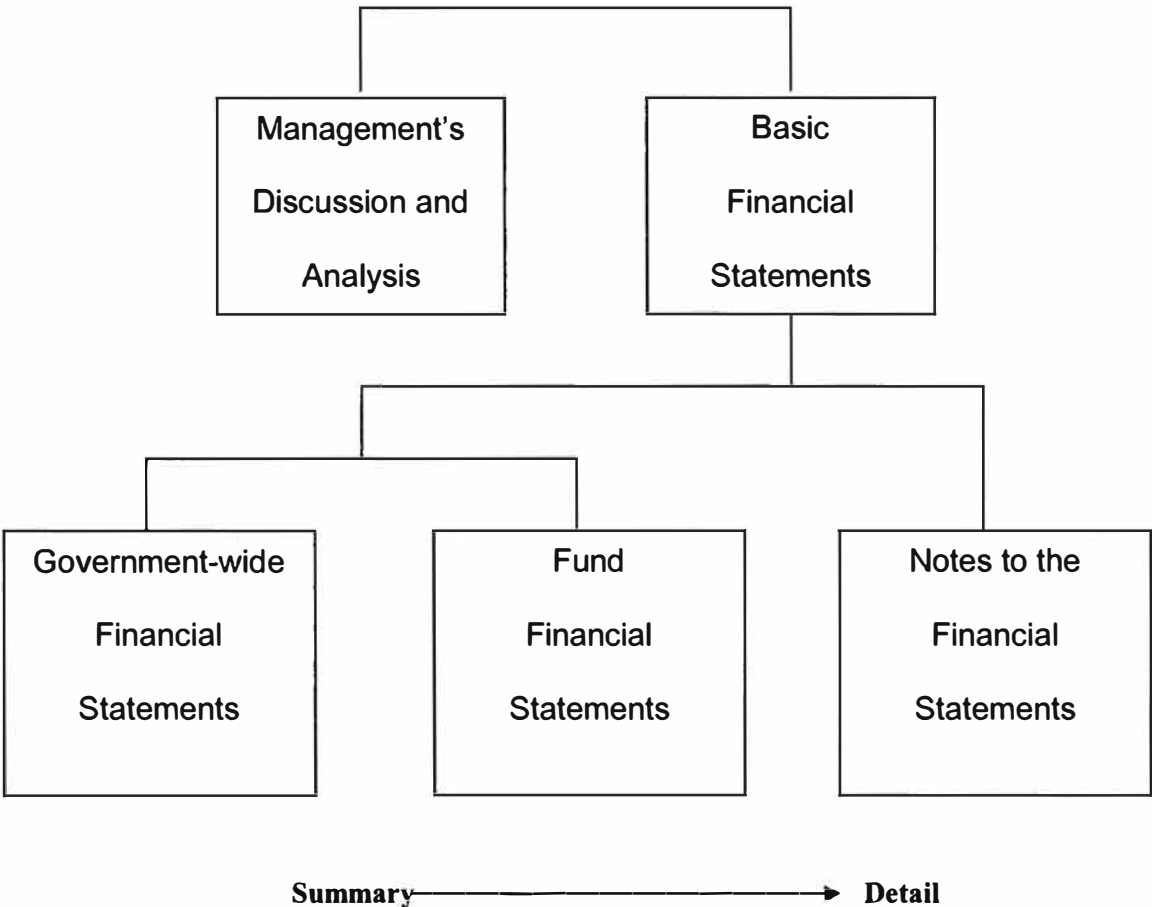 Management's
Discussion and
Analysis
Basic
Financial
Statements
Government-wide
Financial
Statements
Fund
Financial
Statements
Notes to the
Financial
Statements
Summary
Detail